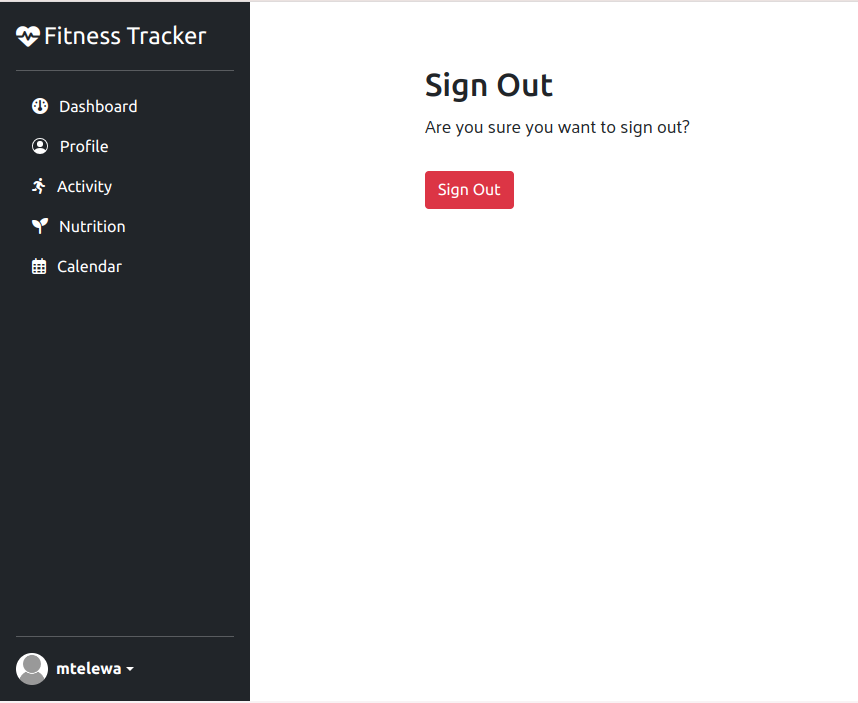 Fitness Tracker
Dashboard
Profile
Activity
Nutrition
Calendar
mtelewa
Sign Out
Are you sure you want to sign out?
Sign Out